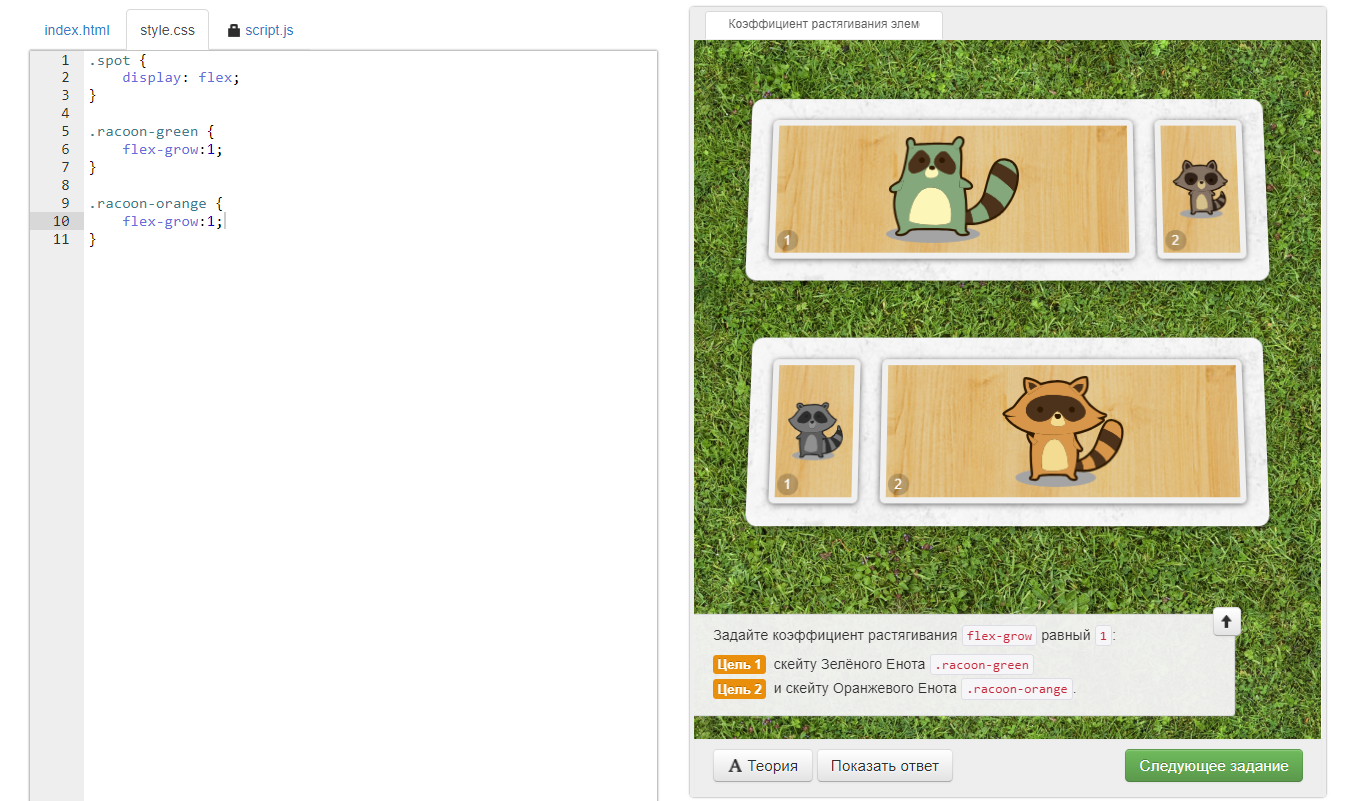 index.html style.css script.js
1 .spot {
2 display: flex;
3 }
4
5 .racoon-green {
6 flex-grow:1;
7 }
8
9 .racoon-orange {
10 flex-grow:1;
11 }
Коэффициент растягивания элем
1 2
1 2
Задайте коэффициент растягивания flex-grow равный 1:
Цель 1 скейту Зелёного Енота .racoon-green
Цель 2 и скейту Оранжевого Енота .racoon-orange.
A Теория Показать ответ Следующее задание